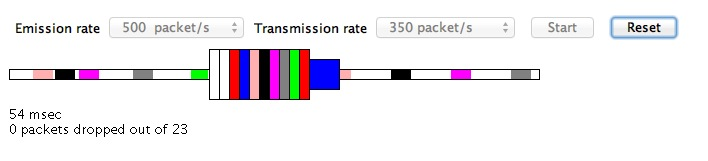 Emission rate 500 packet/s Transmission rate 350 packet/s Start Reset
54 msec
0 packets dropped out of 23